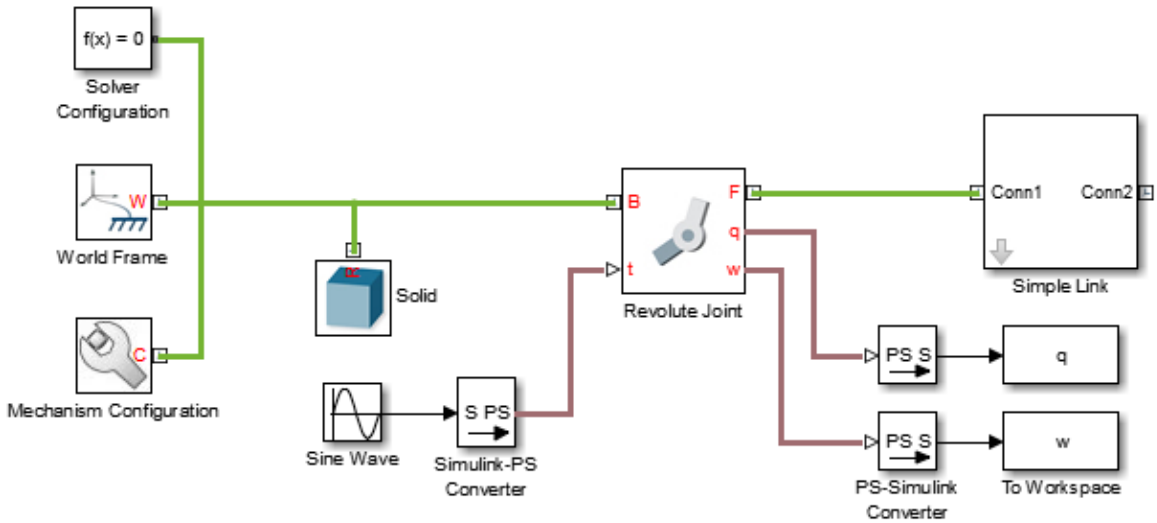 f(x) = 0
Solver
Configuration
W
World Frame
C
Mechanism Configuration
R
Solid
Sine Wave
S PS
Simulink-PS
Converter
B
F
q
t
w
Revolute Joint
Conn1
Conn2
Simple Link
PS S
q
PS S
w
PS-Simulink
Converter
To Workspace